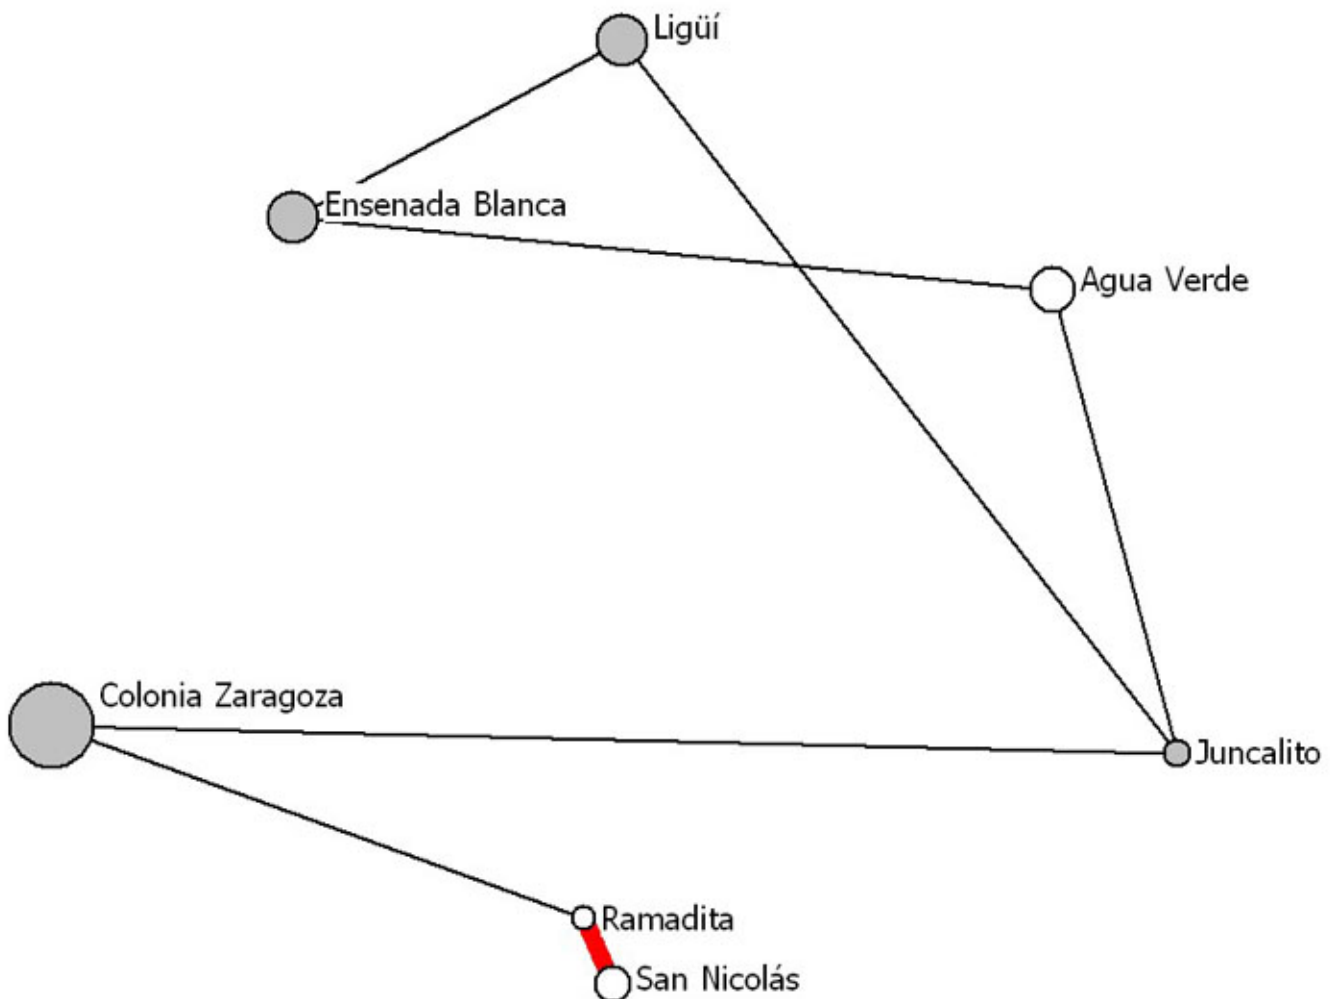 Ligüí
Ensenada Blanca
Agua Verde
Colonia Zaragoza
Juncalito
Ramadita
San Nicolás